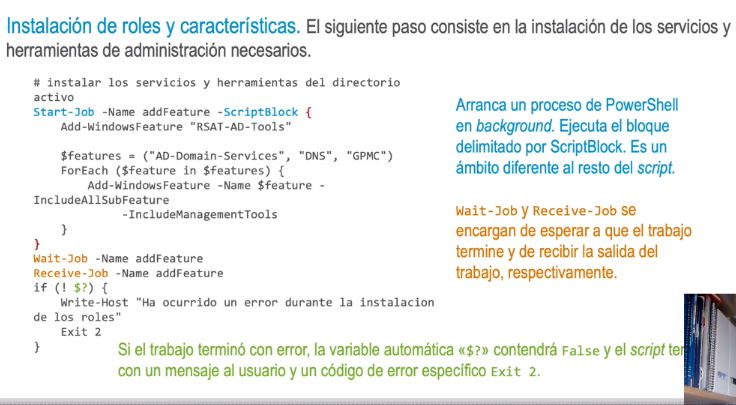 Instalación de roles y características. El siguiente paso consiste en la instalación de los servicios y
herramientas de administración necesarios.
# instalar los servicios y herramientas del directorio
activo
Start-Job -Name addFeature -ScriptBlock {
Add-WindowsFeature "RSAT-AD-Tools"
$features = ("AD-Domain-Services", "DNS", "GPMC")
ForEach ($feature in $features) {
Add-WindowsFeature -Name $feature -
IncludeAllSubFeature
-IncludeManagementTools
}
}
Wait-Job -Name addFeature
Receive-Job -Name addFeature
if (! $?) {
Write-Host "Ha ocurrido un error durante la instalacion
de los roles"
Exit 2
}
Arranca un proceso de PowerShell
en background. Ejecuta el bloque
delimitado por ScriptBlock. Es un
ámbito diferente al resto del script.
Wait-Job y Receive-Job se
encargan de esperar a que el trabajo
termine y de recibir la salida del
trabajo, respectivamente.
Si el trabajo terminó con error, la variable automática «$?» contendrá False y el script
con un mensaje al usuario y un código de error específico Exit 2.